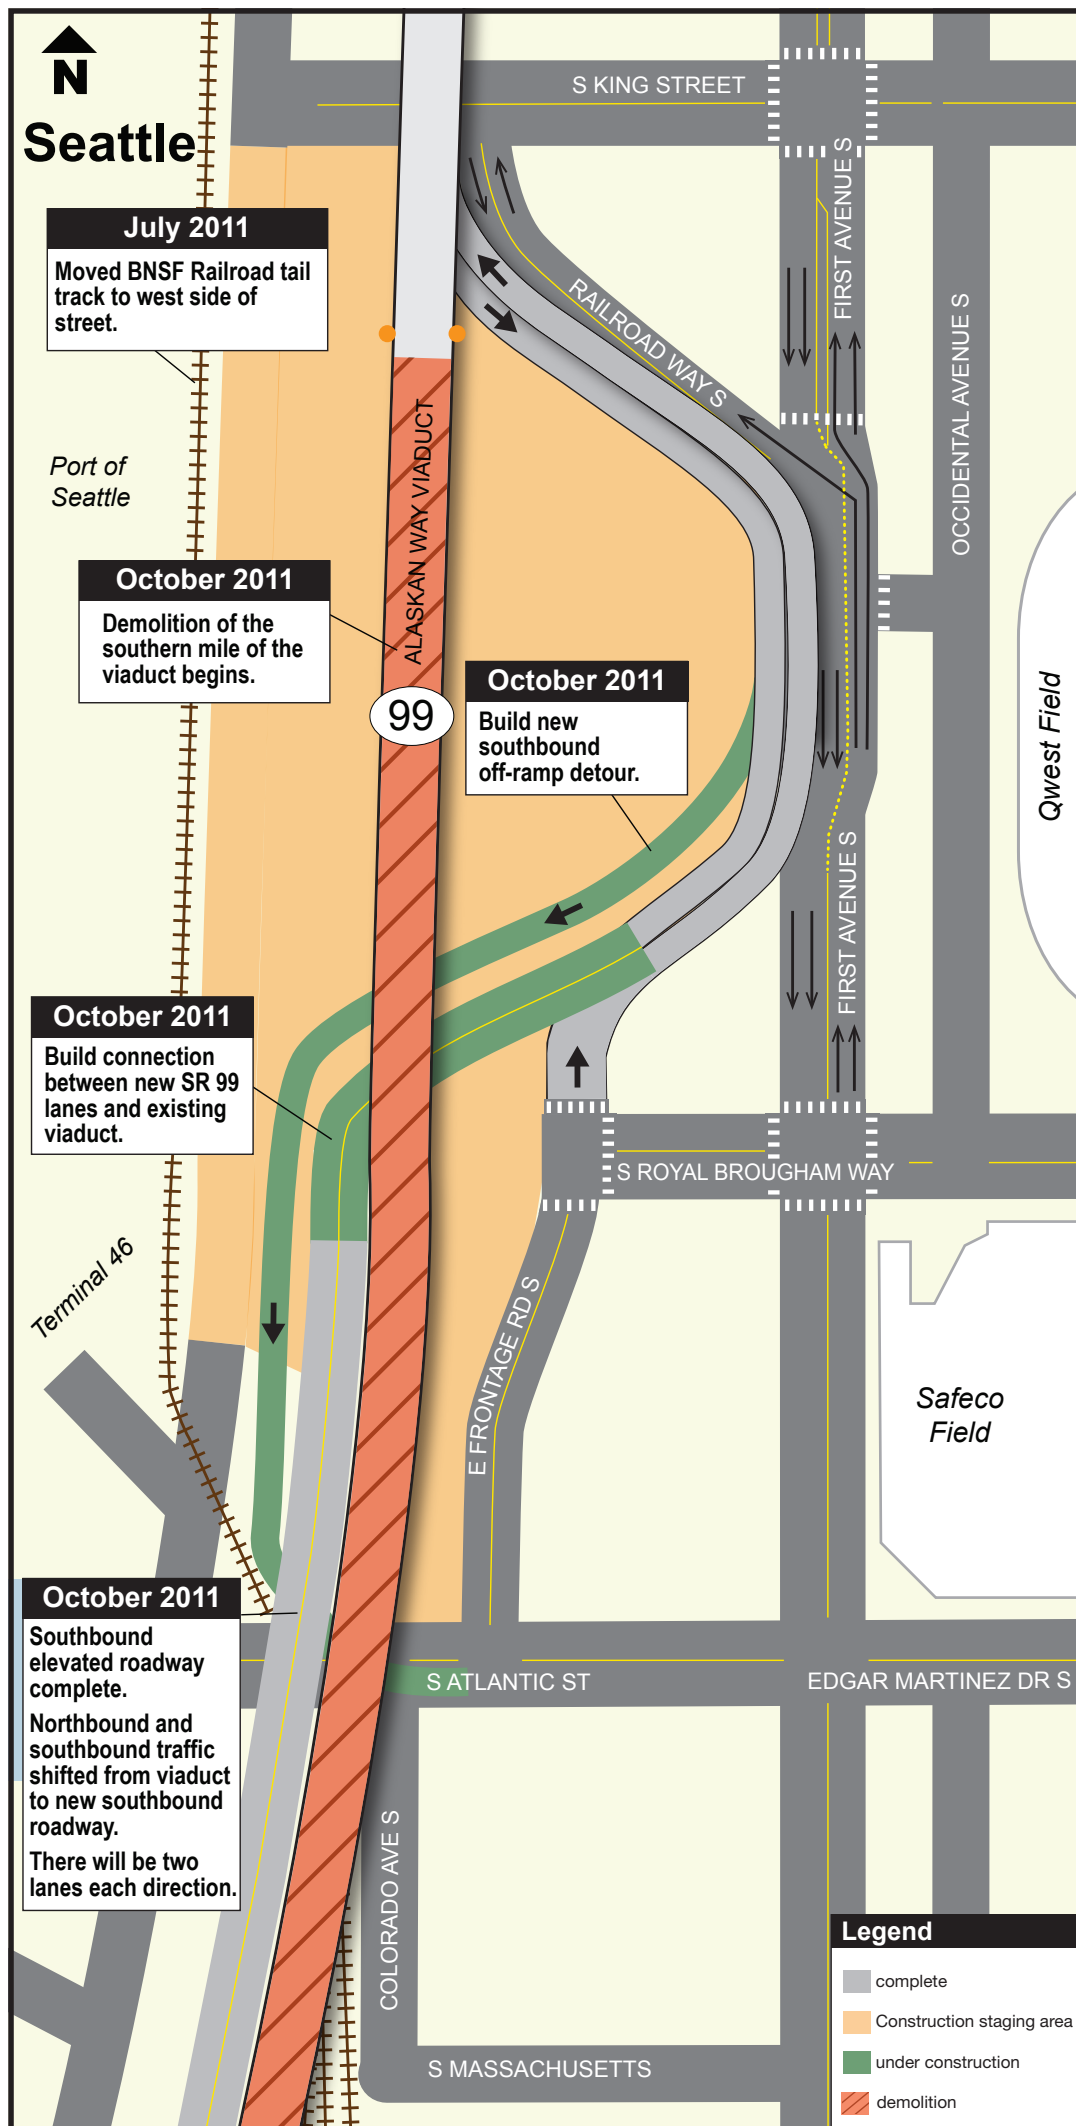 N
Seattle
S KING STREET
July 2011
Moved BNSF Railroad tail
track to west side of
street.
FIRST AVENUE S
RAILROAD WAY S
OCCIDENTAL AVENUE S
Port of
Seattle
ALASKAN WAY VIADUCT
October 2011
Demolition of the
southern mile of the
viaduct begins.
99
October 2011
Build new
southbound
off-ramp detour.
Qwest Field
FIRST AVENUE S
October 2011
Build connection
between new SR 99
lanes and existing
viaduct.
S ROYAL BROUGHAM WAY
Terminal 46
E FRONTAGE RD S
Safeco
Field
October 2011
Southbound
elevated roadway
complete.
Northbound and
southbound traffic
shifted from viaduct
to new southbound
roadway.
There will be two
lanes each direction.
S ATLANTIC ST
EDGAR MARTINEZ DR S
COLORADO AVE S
S MASSACHUSETTS
Legend
complete
Construction staging area
under construction
demolition